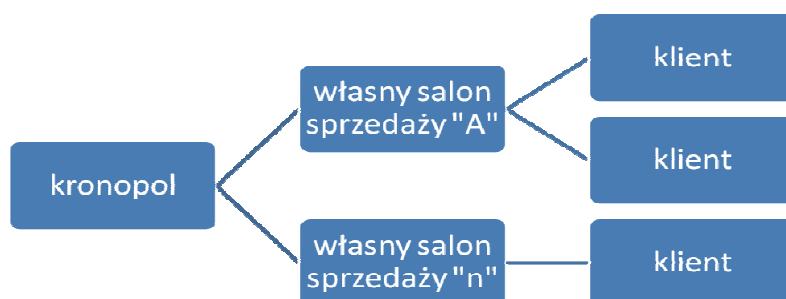 kronopol
własny salon
sprzedaży "A"
klient
klient
własny salon
sprzedaży "n"
klient